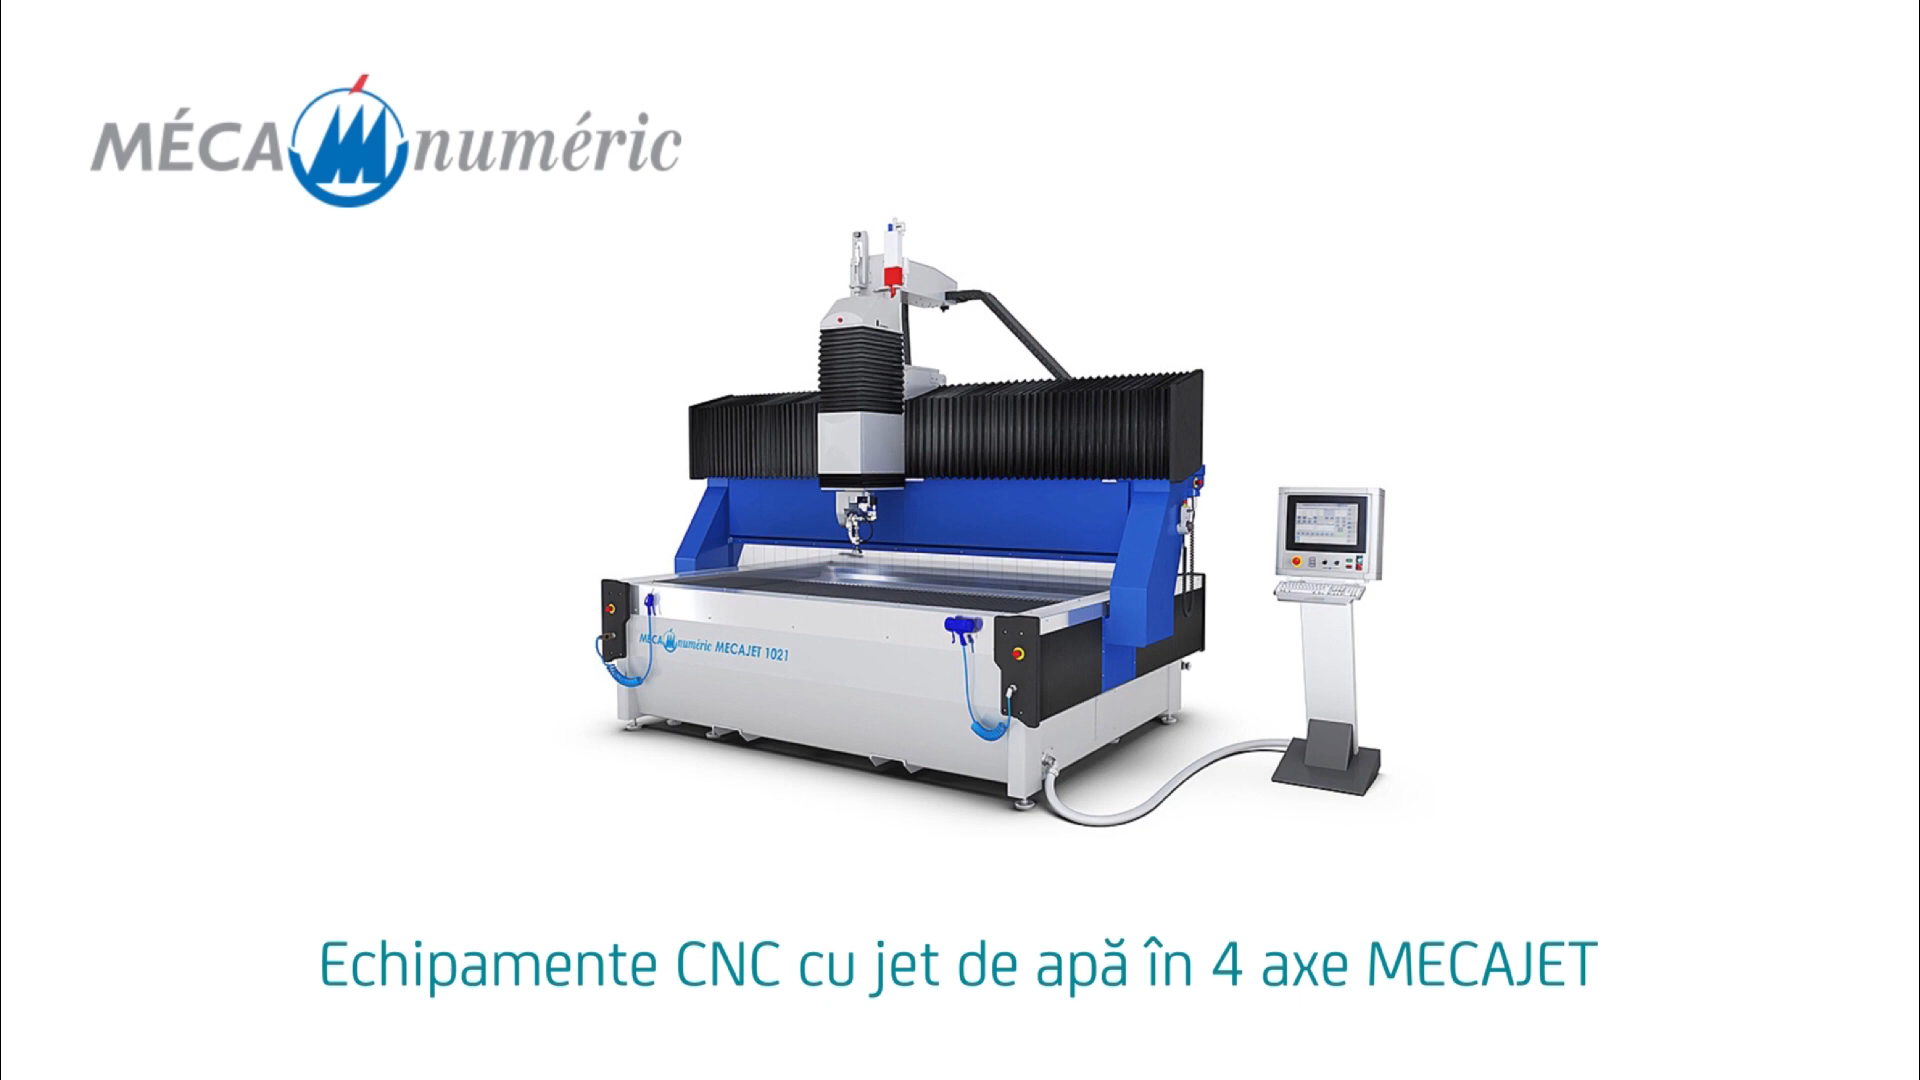 MÉCA numéric
MÉCA numéric MECAJET 1021
Echipamente CNC cu jet de apă în 4 axe MECAJET